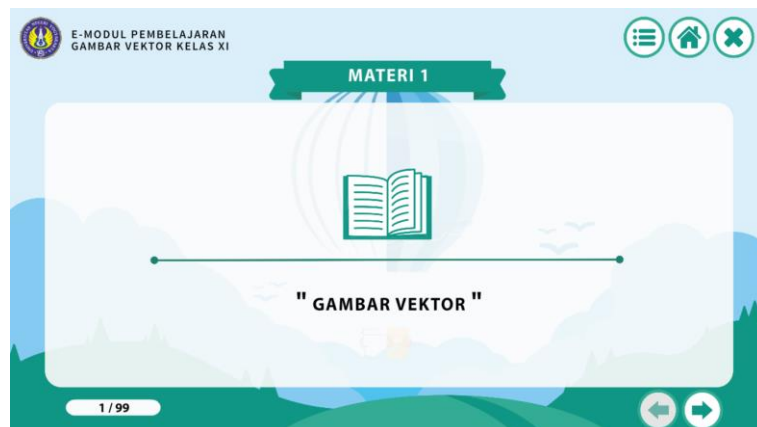 E-MODUL PEMBELAJARAN
GAMBAR VEKTOR KELAS XI
MATERI 1
" GAMBAR VEKTOR "
1 / 99